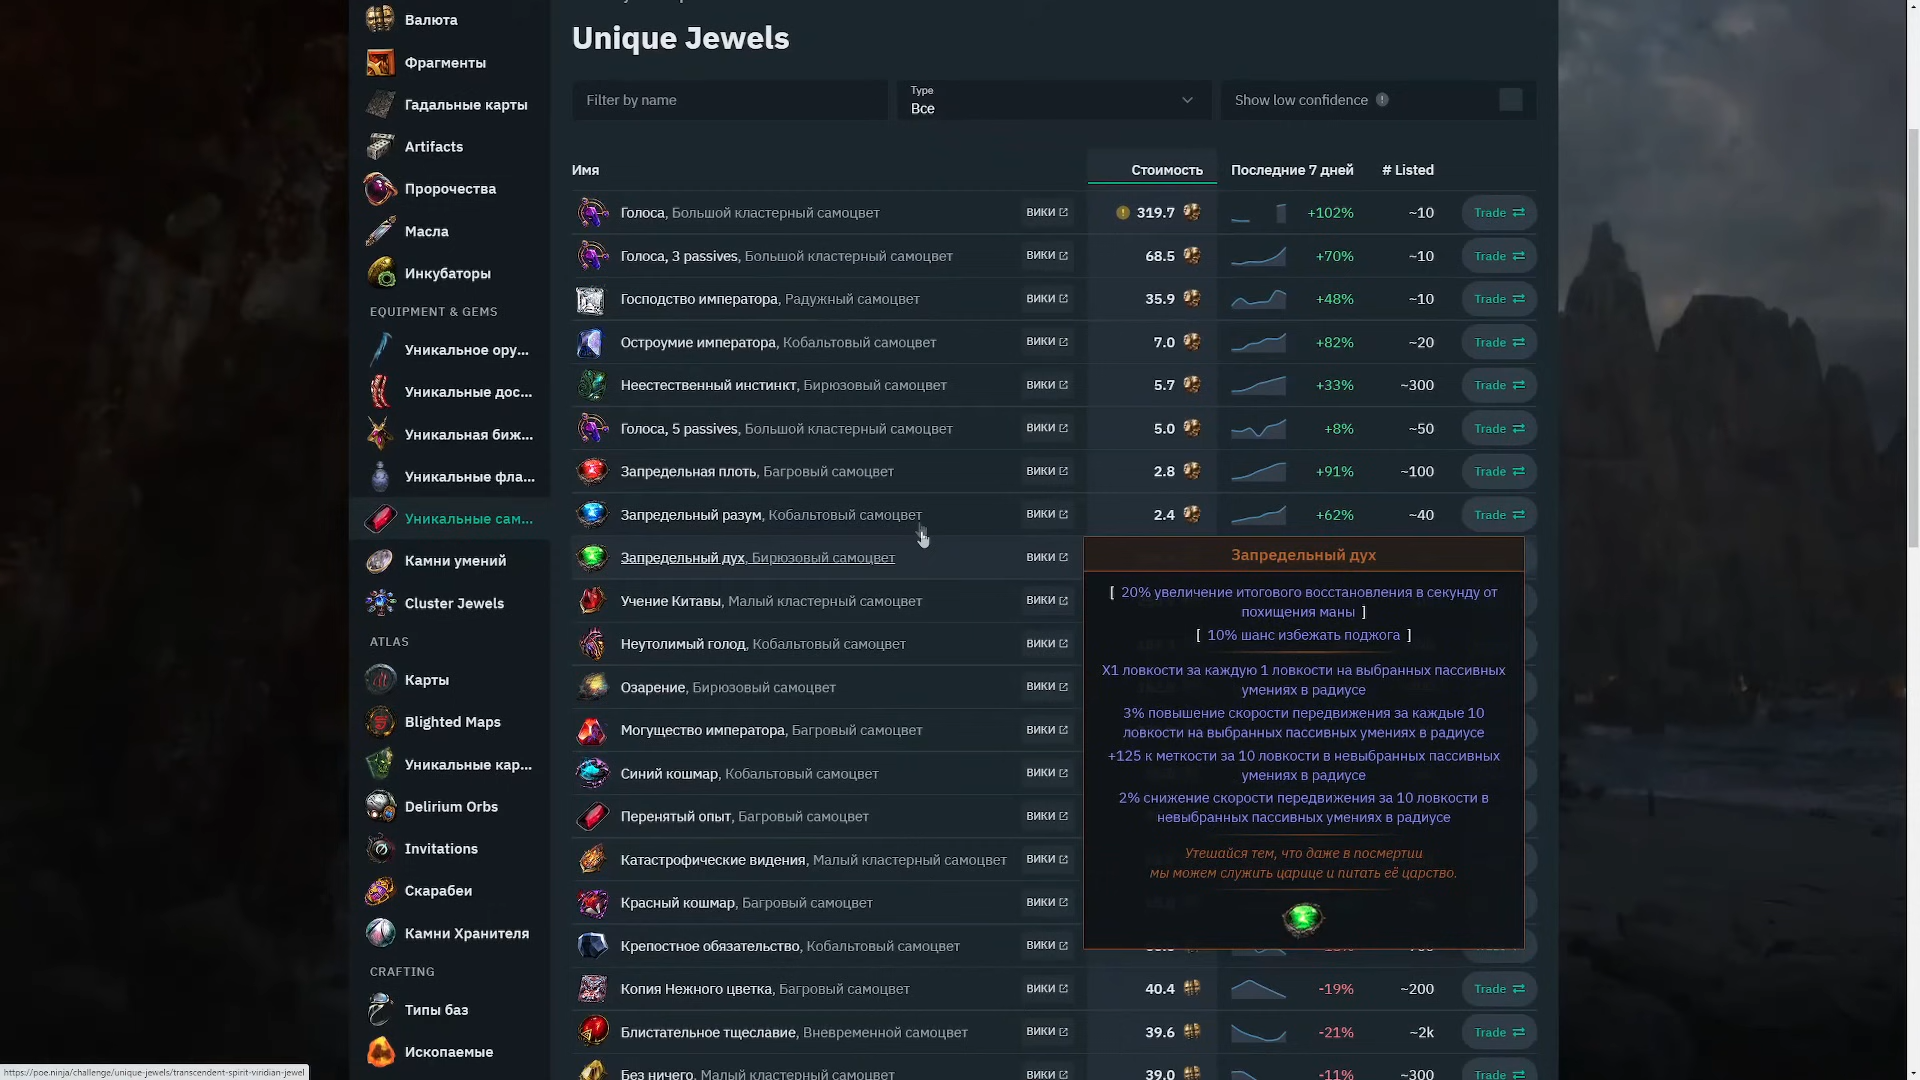 Валюта
Фрагменты
Гадальные карты
Artifacts
Пророчества
Масла
Инкубаторы
EQUIPMENT & GEMS
Уникальное ору...
Уникальные дос...
Уникальная биж...
Уникальные фла...
Уникальные сам...
Камни умений
Cluster Jewels
ATLAS
Карты
Blighted Maps
Уникальные кар...
Delirium Orbs
Invitations
Скарабеи
Камни Хранителя
CRAFTING
Типы баз
Ископаемые
Unique Jewels
Filter by name
Type
Все
Show low confidence
Имя Стоимость Последние 7 дней # Listed
Голоса, Большой кластерный самоцвет ВИКИ 319.7 +102% ~10 Trade
Голоса, 3 passives, Большой кластерный самоцвет ВИКИ 68.5 +70% ~10 Trade
Господство императора, Радужный самоцвет ВИКИ 35.9 +48% ~10 Trade
Остроумие императора, Кобальтовый самоцвет ВИКИ 7.0 +82% ~20 Trade
Неестественный инстинкт, Бирюзовый самоцвет ВИКИ 5.7 +33% ~300 Trade
Голоса, 5 passives, Большой кластерный самоцвет ВИКИ 5.0 +8% ~50 Trade
Запредельная плоть, Багровый самоцвет ВИКИ 2.8 +91% ~100 Trade
Запредельный разум, Кобальтовый самоцвет ВИКИ 2.4 +62% ~40 Trade
Запредельный дух, Бирюзовый самоцвет ВИКИ
Учение Китавы, Малый кластерный самоцвет ВИКИ
Неутолимый голод, Кобальтовый самоцвет ВИКИ
Озарение, Бирюзовый самоцвет ВИКИ
Могущество императора, Багровый самоцвет ВИКИ
Синий кошмар, Кобальтовый самоцвет ВИКИ
Перенятый опыт, Багровый самоцвет ВИКИ
Катастрофические видения, Малый кластерный самоцвет ВИКИ
Красный кошмар, Багровый самоцвет ВИКИ
Крепостное обязательство, Кобальтовый самоцвет ВИКИ
Копия Нежного цветка, Багровый самоцвет ВИКИ 40.4 -19% ~200 Trade
Блистательное тщеславие, Вневременной самоцвет ВИКИ 39.6 -21% ~2k Trade
Без ничего, Малый кластерный самоцвет ВИКИ 39.0 -11% ~300 Trade
Запредельный дух
[ 20% увеличение итогового восстановления в секунду от
похищения маны ]
[ 10% шанс избежать поджога ]
X1 ловкости за каждую 1 ловкости на выбранных пассивных
умениях в радиусе
3% повышение скорости передвижения за каждые 10
ловкости на выбранных пассивных умениях в радиусе
+125 к меткости за 10 ловкости в невыбранных пассивных
умениях в радиусе
2% снижение скорости передвижения за 10 ловкости в
невыбранных пассивных умениях в радиусе
Утешайся тем, что даже в посмертии
мы можем служить царице и питать её царство.
https://poe.ninja/challenge/unique-jewels/transcendent-spirit-viridian-jewel